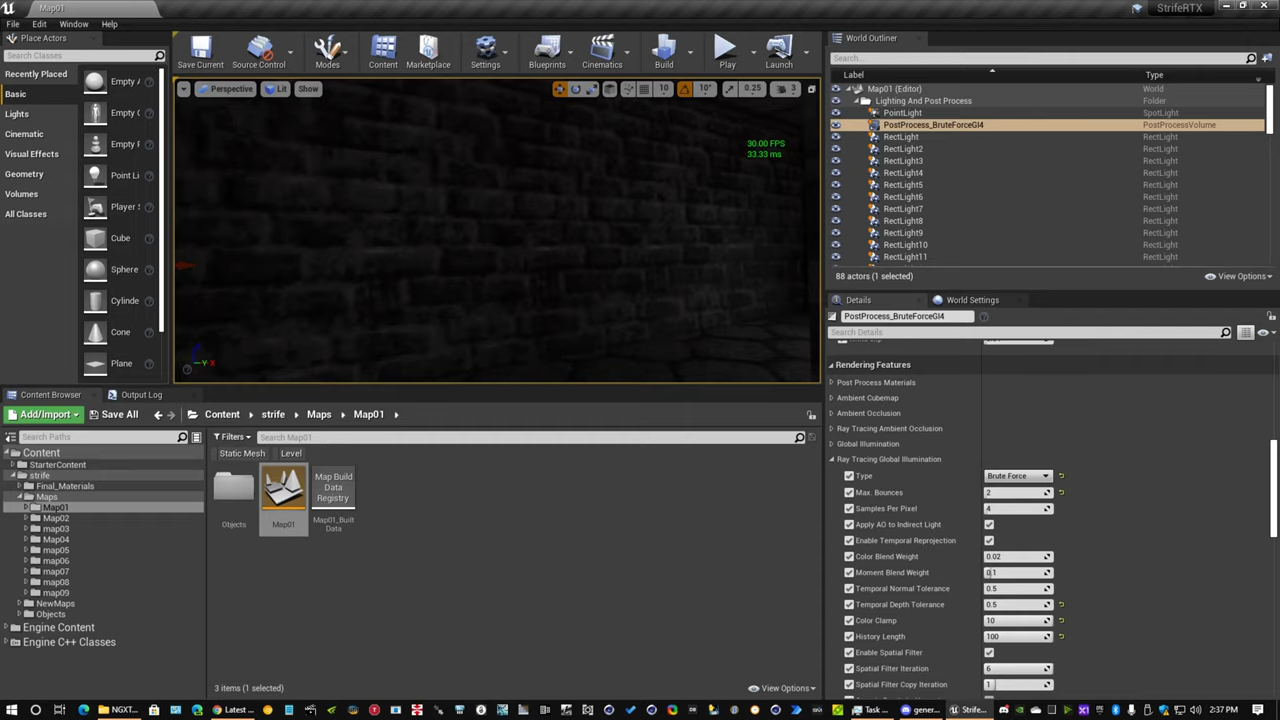 Map01
StrifeRTX
File Edit Window Help
Place Actors
Search Classes
Recently Placed
Basic
Lights
Cinematic
Visual Effects
Geometry
Volumes
All Classes
Empty A
Empty C
Empty P
Point Li
Player S
Cube
Sphere
Cylinde
Cone
Plane
Save Current
Source Control
Modes
Content
Marketplace
Settings
Blueprints
Cinematics
Build
Play
Launch
Perspective Lit Show
10 10° 0.25 3
30.00 FPS
33.33 ms
Y X
World Outliner
Search...
Label Type
Map01 (Editor) World
Lighting And Post Process Folder
PointLight SpotLight
PostProcess_BruteForceGI4 PostProcessVolume
RectLight RectLight
RectLight2 RectLight
RectLight3 RectLight
RectLight4 RectLight
RectLight5 RectLight
RectLight6 RectLight
RectLight7 RectLight
RectLight8 RectLight
RectLight9 RectLight
RectLight10 RectLight
RectLight11 RectLight
88 actors (1 selected) View Options
Details World Settings
PostProcess_BruteForceGI4
Search Details
Rendering Features
Post Process Materials
Ambient Cubemap
Ambient Occlusion
Ray Tracing Ambient Occlusion
Global Illumination
Ray Tracing Global Illumination
Type Brute Force
Max. Bounces 2
Samples Per Pixel 4
Apply AO to Indirect Light
Enable Temporal Reprojection
Color Blend Weight 0.02
Moment Blend Weight 0.1
Temporal Normal Tolerance 0.5
Temporal Depth Tolerance 0.5
Color Clamp 10
History Length 100
Enable Spatial Filter
Spatial Filter Iteration 6
Spatial Filter Copy Iteration 1
Content Browser Output Log
Add/Import Save All Content strife Maps Map01
Search Paths
Filters Search Map01
Static Mesh Level
Content
StarterContent
strife
Final_Materials
Maps
Map01
Map02
map03
Map04
map05
map06
map07
map08
map09
NewMaps
Objects
Engine Content
Engine C++ Classes
Objects
Map01
Map Build
Data
Registry
Map01_Built
Data
3 items (1 selected) View Options
NGXT...
Latest ...
Task ...
gener...
Strife...
2:37 PM